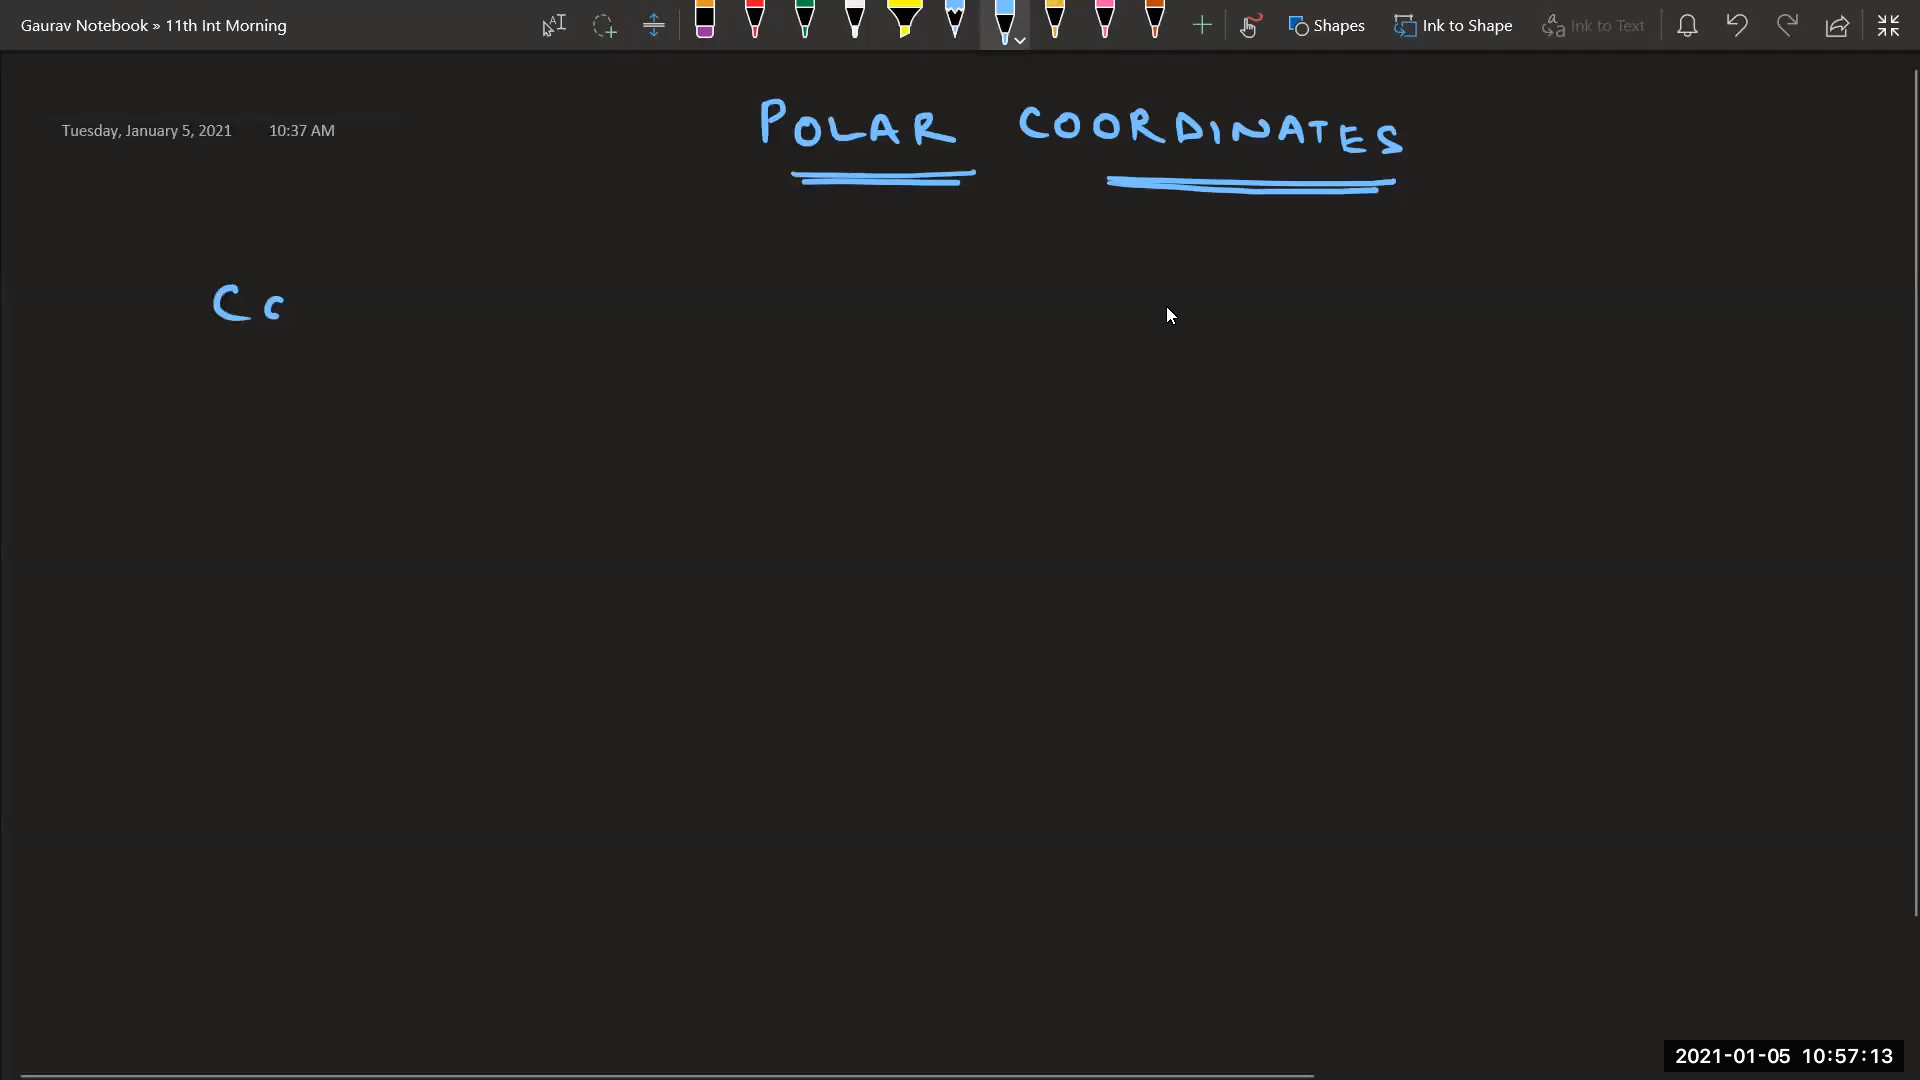 Gaurav Notebook » 11th Int Morning
Shapes
Ink to Shape
Ink to Text
POLAR COORDINATES
Tuesday, January 5, 2021 10:37 AM
Cc
2021-01-05 10:57:13